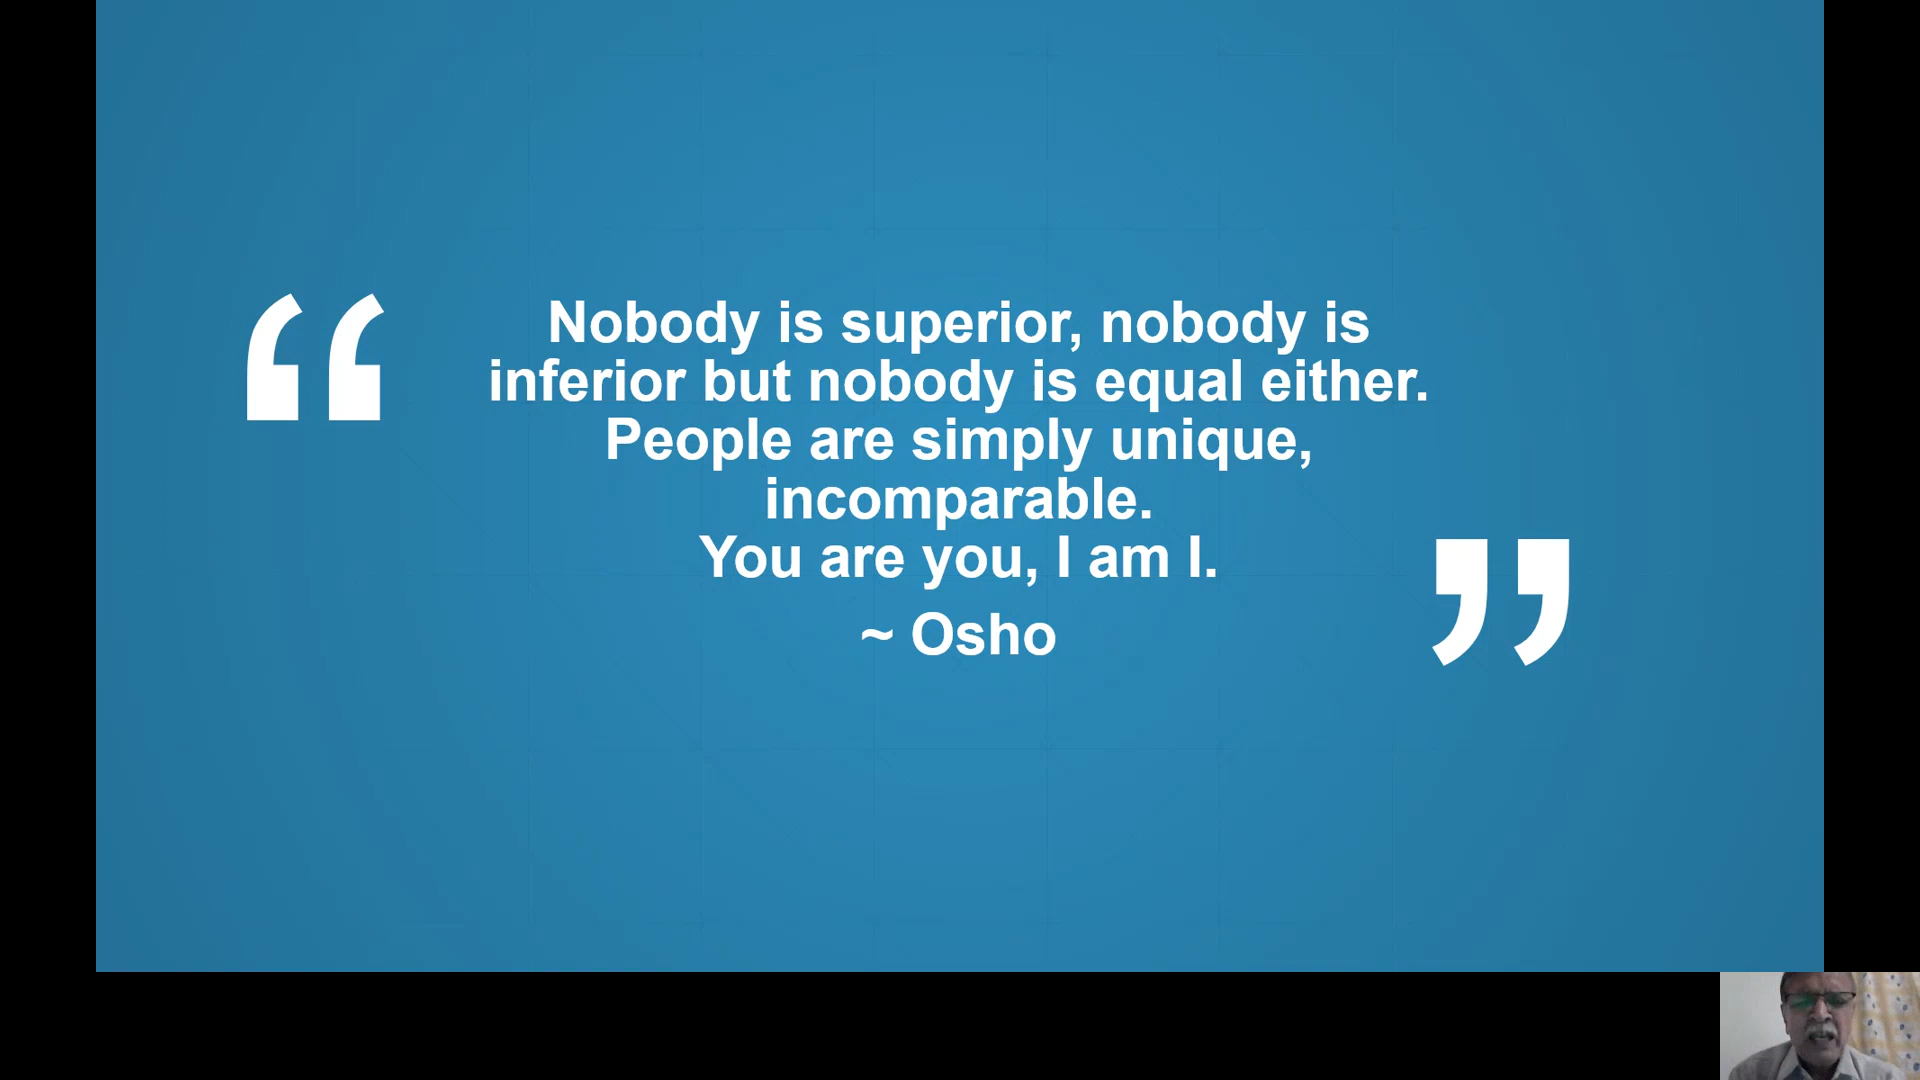 “
Nobody is superior, nobody is
inferior but nobody is equal either.
People are simply unique,
incomparable.
You are you, I am I.
~ Osho
”